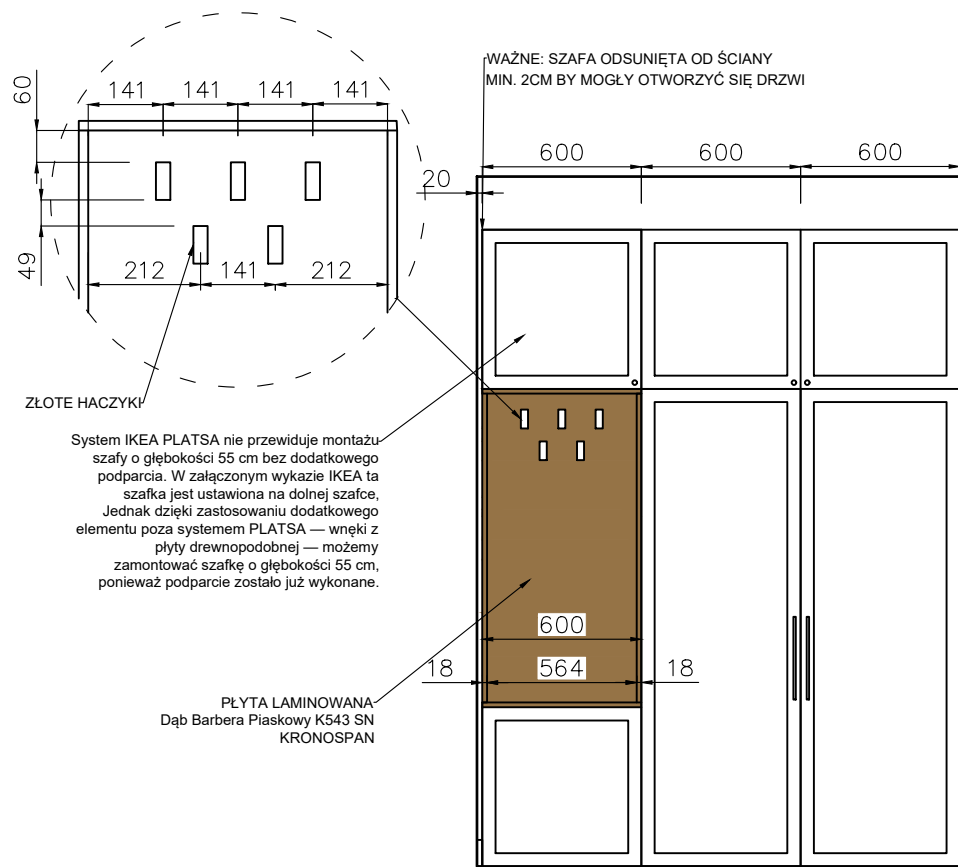 WAŻNE: SZAFA ODSUNIĘTA OD ŚCIANY
MIN. 2CM BY MOGŁY OTWORZYĆ SIĘ DRZWI
60
141
141
141
141
49
212
141
212
ZŁOTE HACZYKI
600
600
600
20
System IKEA PLATSA nie przewiduje montażu
szafy o głębokości 55 cm bez dodatkowego
podparcia. W załączonym wykazie IKEA ta
szafka jest ustawiona na dolnej szafce,
Jednak dzięki zastosowaniu dodatkowego
elementu poza systemem PLATSA — wnęki z
płyty drewnopodobnej — możemy
zamontować szafkę o głębokości 55 cm,
ponieważ podparcie zostało już wykonane.
600
18
564
18
PŁYTA LAMINOWANA
Dąb Barbera Piaskowy K543 SN
KRONOSPAN